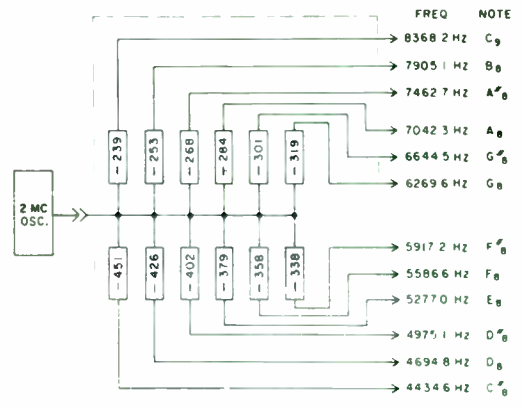 FREQ NOTE
8368 2 HZ C9
7905 1 HZ B8
7462 7 HZ A#8
7042 3 HZ A8
6644 5 HZ G#8
6269 6 HZ G8
-239 -253 -268 -284 -301 -319
2 MC
OSC.
-451 -426 -402 -379 -358 -338
5917 2 HZ F#8
5586 6 HZ F8
5277 0 HZ E8
4975 1 HZ D#8
4694 8 HZ D8
4434 6 HZ C#8